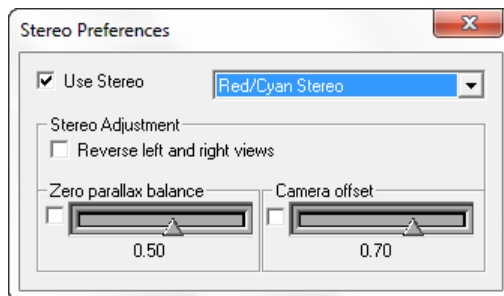 Stereo Preferences
Use Stereo
Red/Cyan Stereo
Stereo Adjustment
Reverse left and right views
Zero parallax balance
Camera offset
0.50
0.70